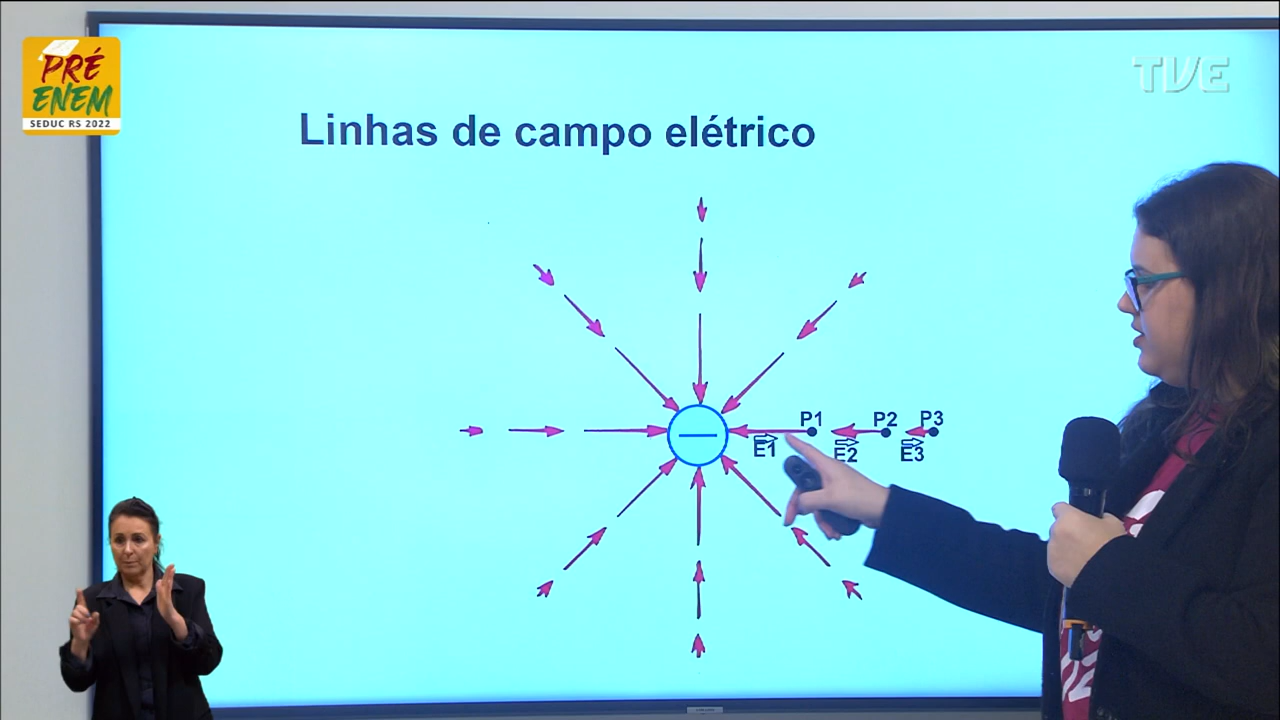 PRÉ
ENEM
SEDUC RS 2022
TVE
Linhas de campo elétrico
P1 P2 P3
E1 E2 E3